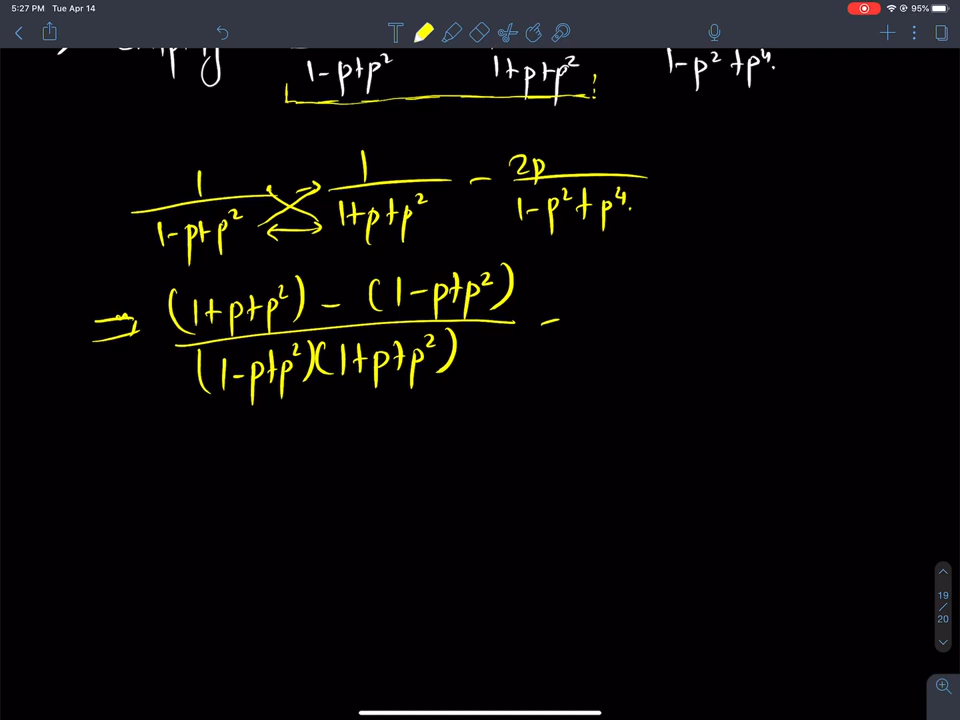 5:27 PM Tue Apr 14 95%
1-p+p² 1+p+p² 1-p²+p⁴.
1/(1-p+p²) 1/(1+p+p²) - 2p/(1-p²+p⁴).
⇒ ((1+p+p²) - (1-p+p²))/((1-p+p²)(1+p+p²)) -
19
/
20